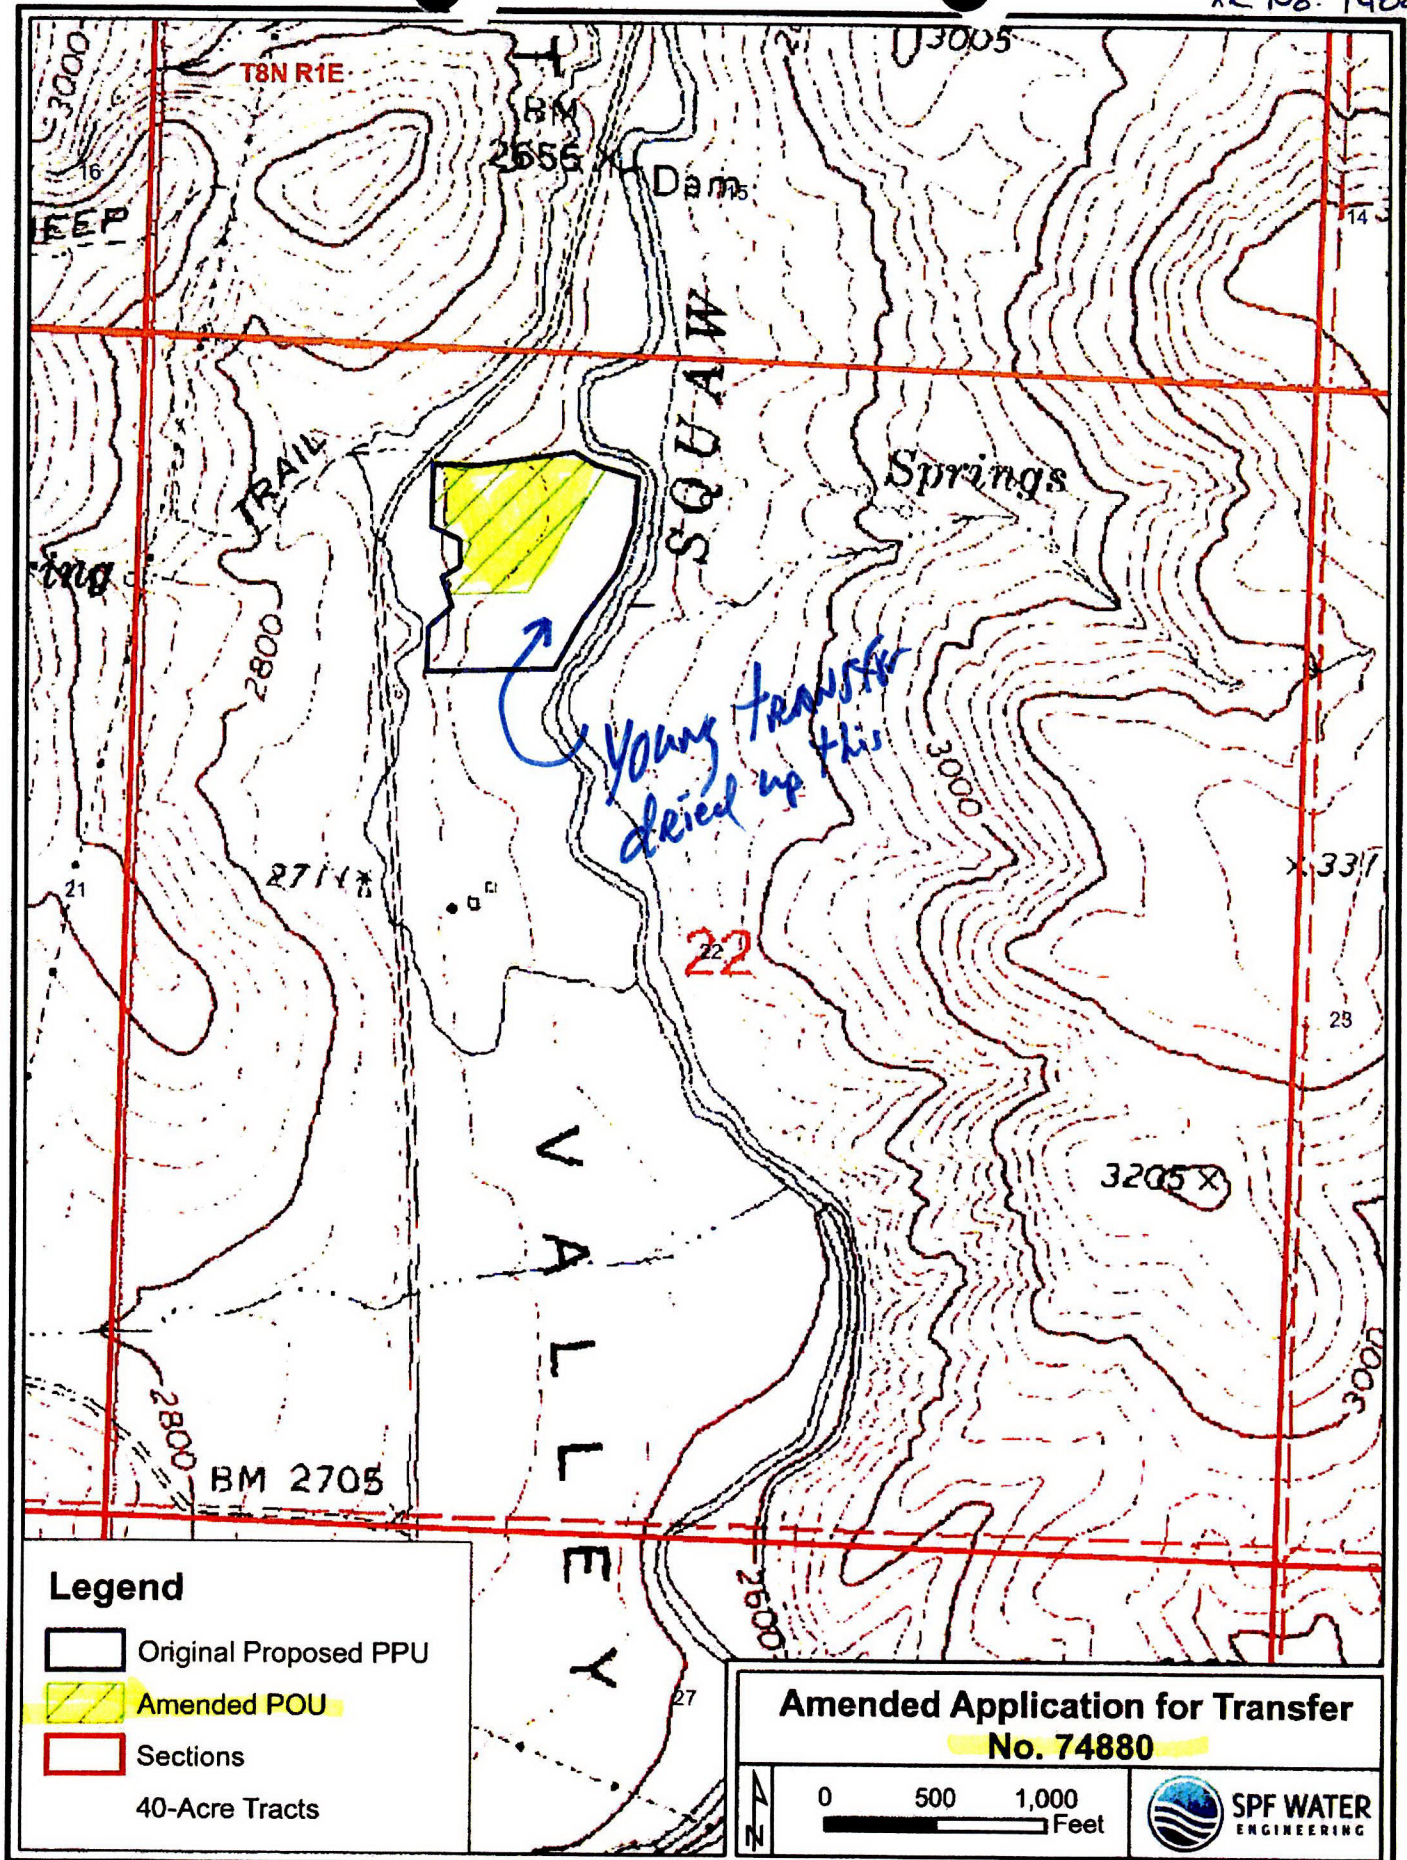 3005
3000
T8N R1E
T
BM
2656
Dam
15
16
EEP
14
SQUAW
TRAIL
Springs
ing
2800
Young transfer
dried up this
3000
2711
331
21
22
22
23
VALLEY
3205
3000
2800
BM 2705
2600
27
Legend
Original Proposed PPU
Amended POU
Sections
40-Acre Tracts
Amended Application for Transfer
No. 74880
N
0 500 1,000
Feet
SPF WATER
ENGINEERING